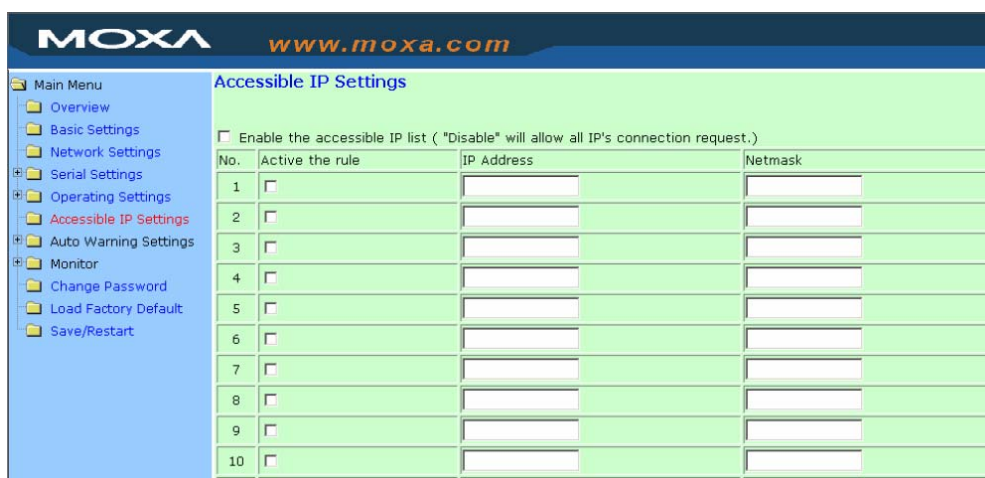 MOXA
www.moxa.com
Main Menu
Overview
Basic Settings
Network Settings
Serial Settings
Operating Settings
Accessible IP Settings
Auto Warning Settings
Monitor
Change Password
Load Factory Default
Save/Restart
Accessible IP Settings
Enable the accessible IP list ( "Disable" will allow all IP's connection request.)
No. Active the rule IP Address Netmask
1
2
3
4
5
6
7
8
9
10